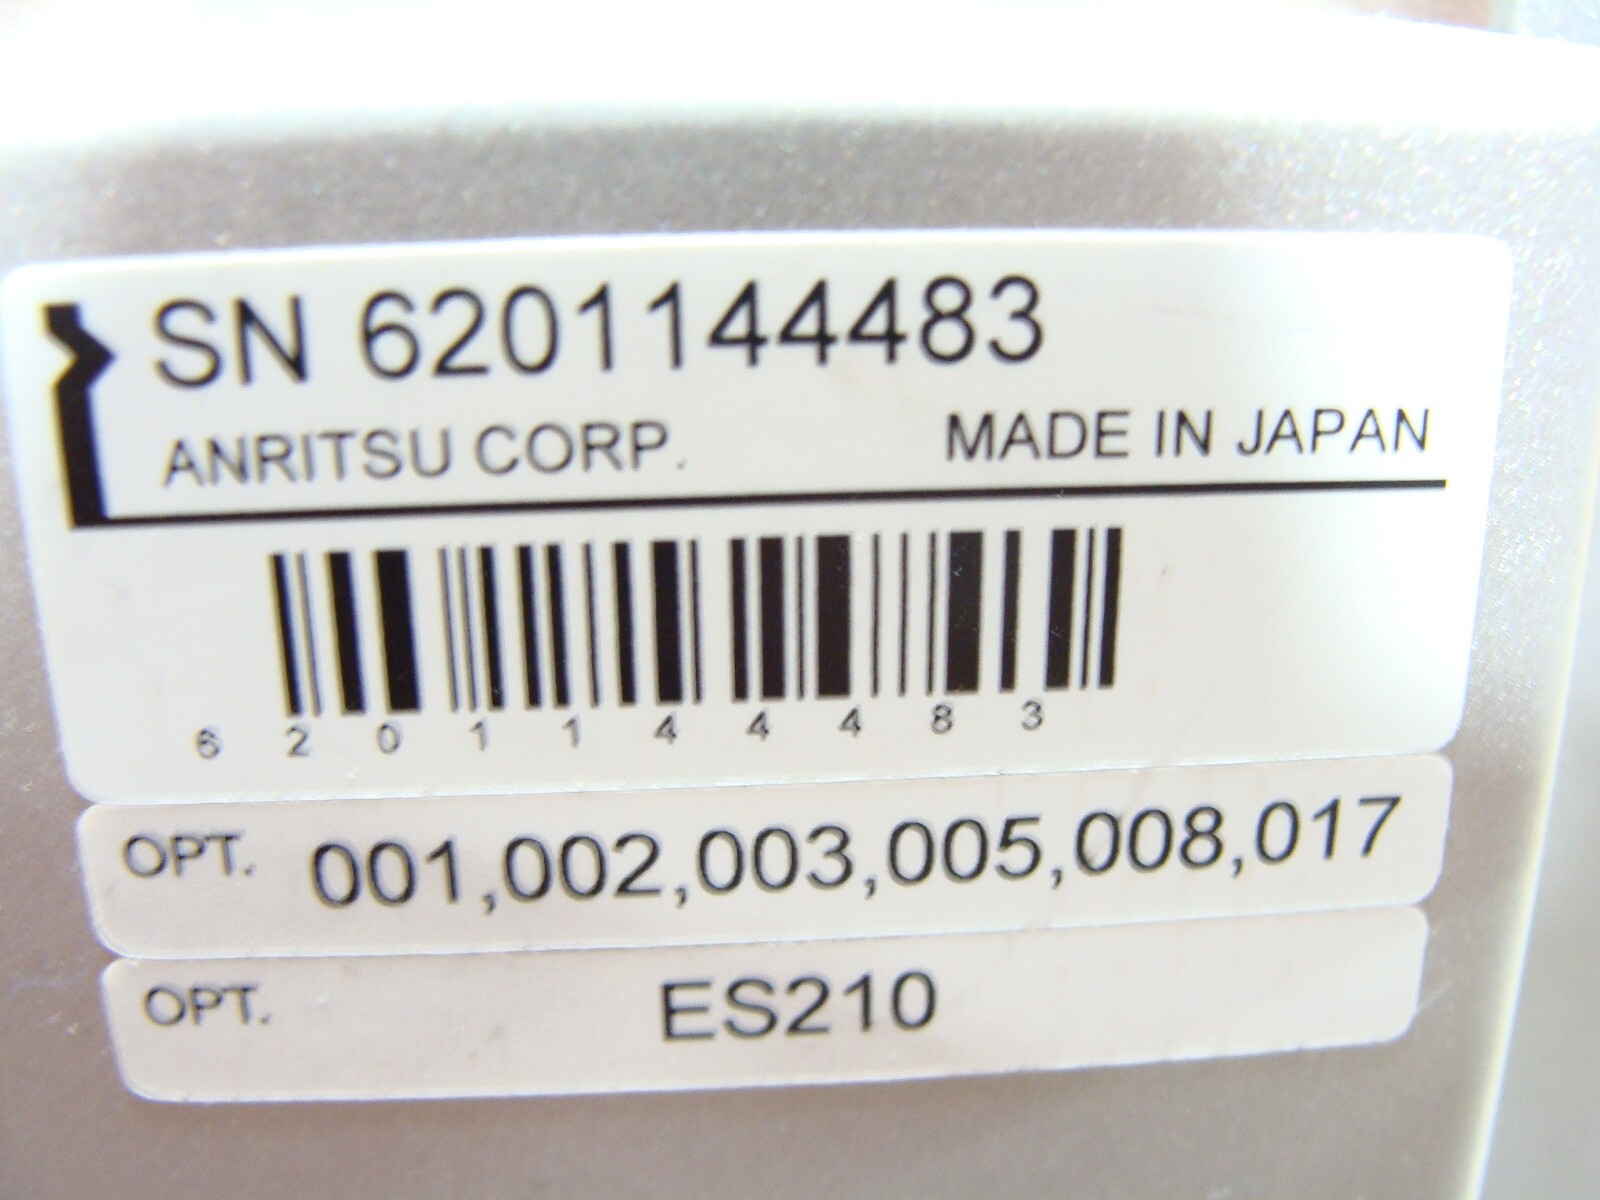 SN 6201144483
ANRITSU CORP. MADE IN JAPAN
6 2 0 1 1 4 4 4 8 3
OPT. 001,002,003,005,008,017
OPT. ES210